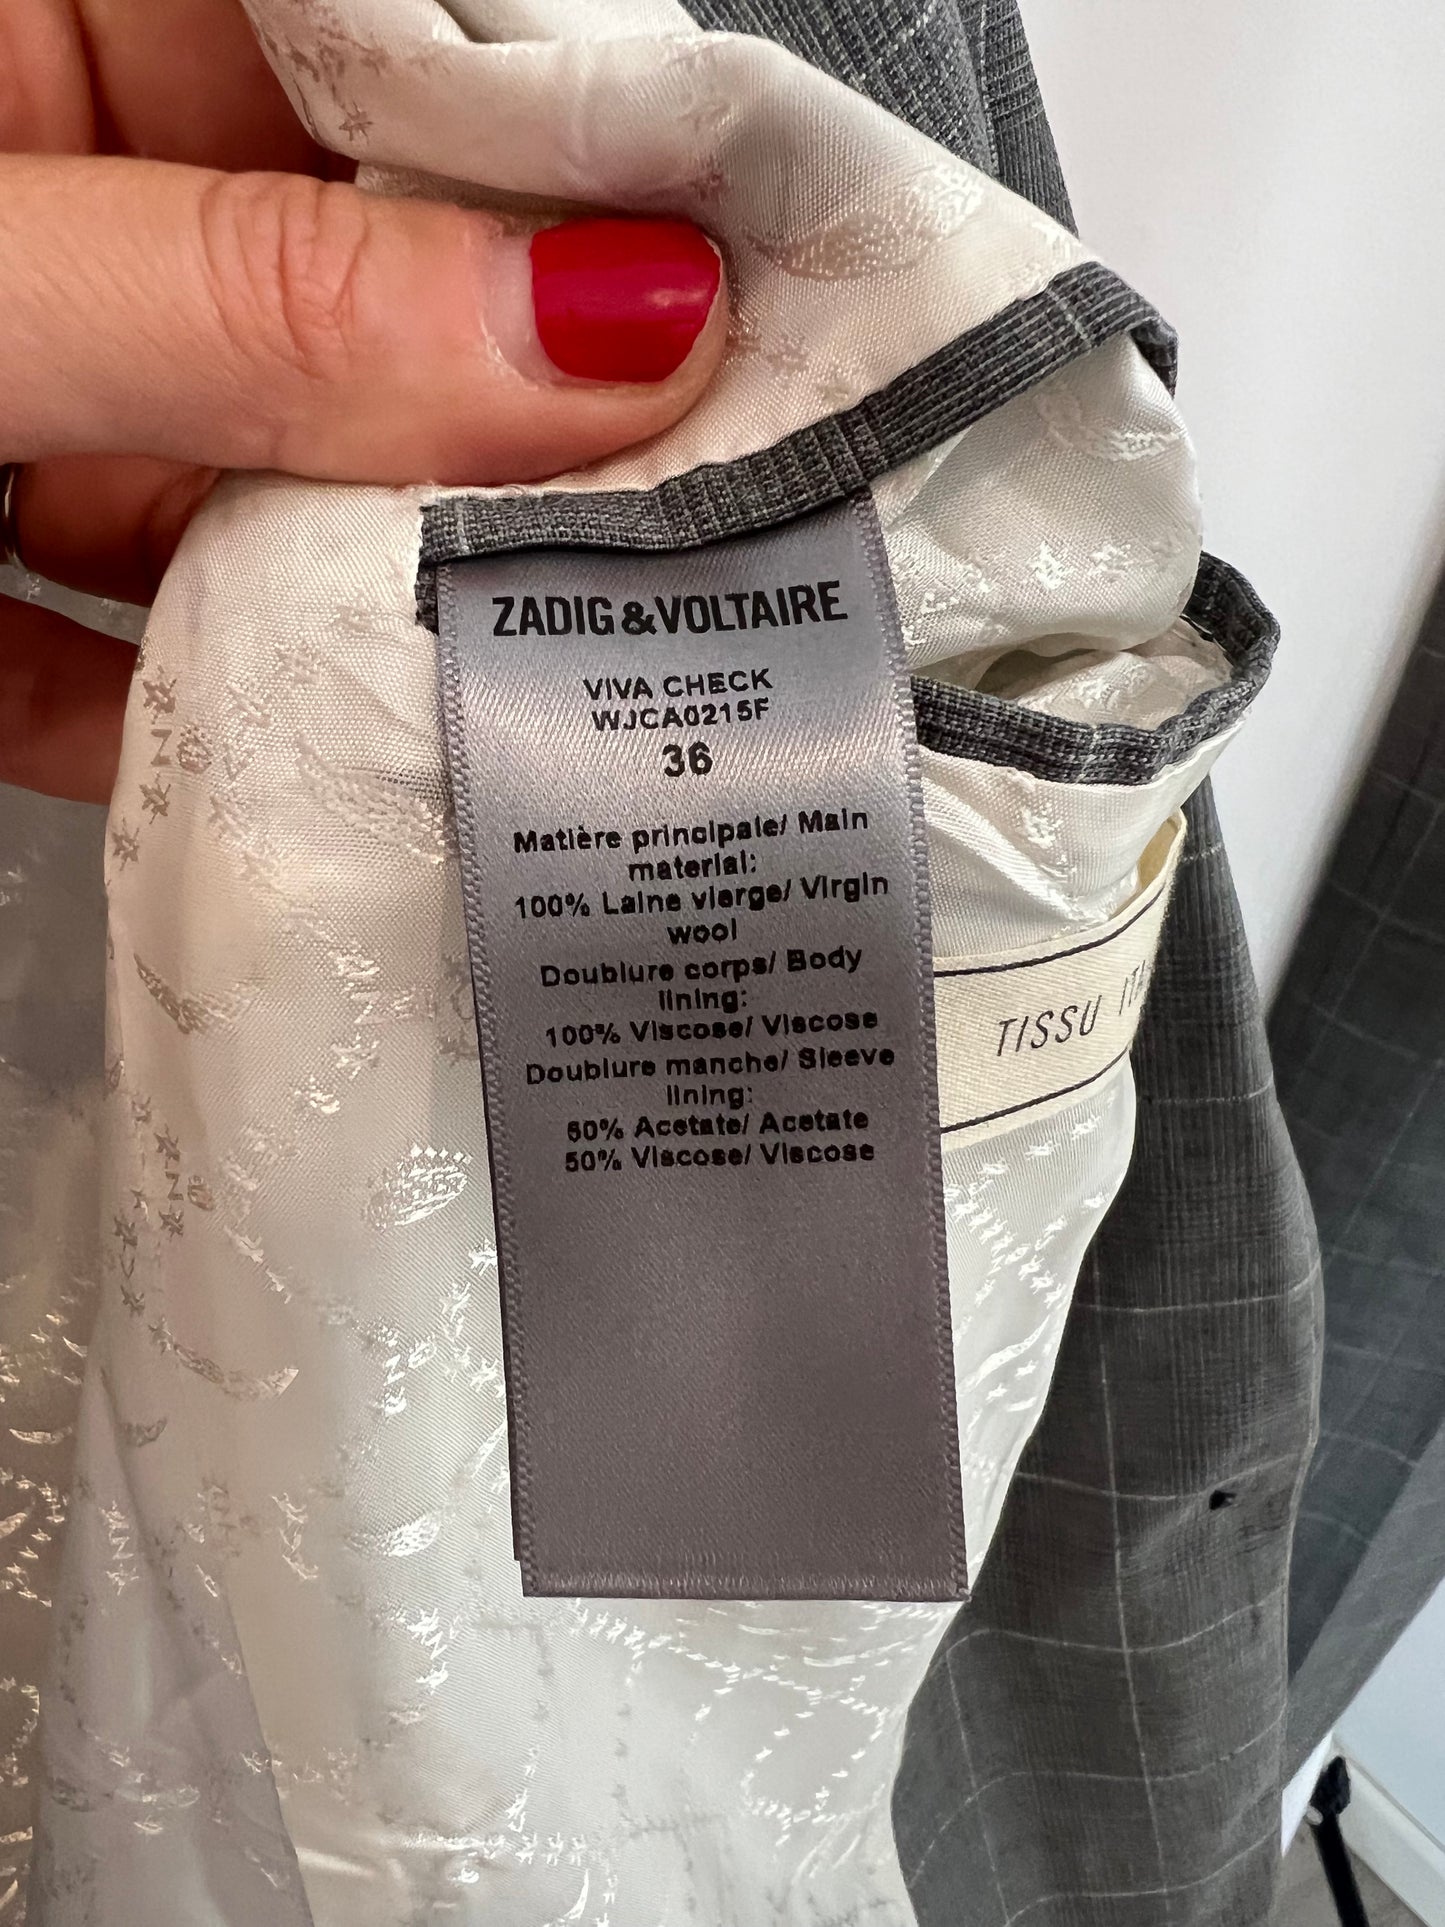 ZADIG&VOLTAIRE
VIVA CHECK
WJCA0215F
36
Matière principale/ Main
material:
100% Laine vierge/ Virgin
wool
Doublure corps/ Body
lining:
100% Viscose/ Viscose
Doublure manche/ Sleeve
lining:
50% Acetate/ Acetate
50% Viscose/ Viscose
TISSU